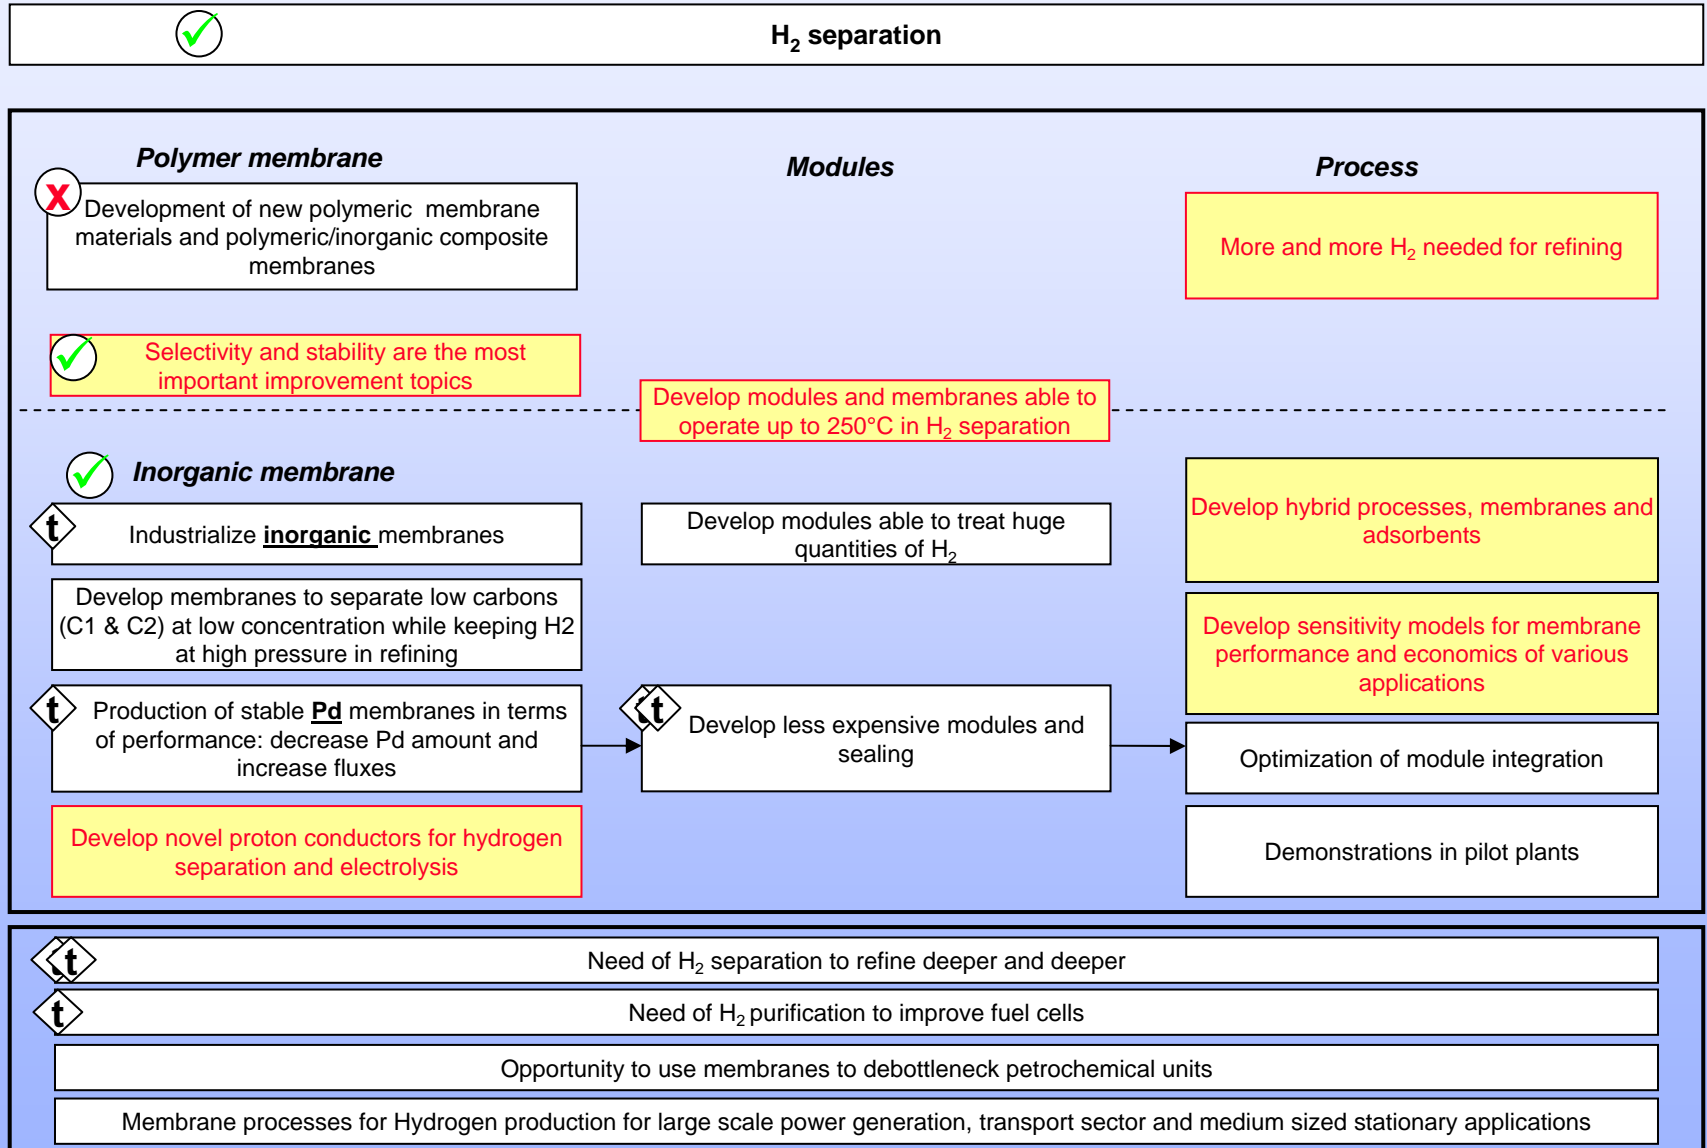 H₂ separation
Polymer membrane
x
Development of new polymeric membrane
materials and polymeric/inorganic composite
membranes
Selectivity and stability are the most
important improvement topics
Modules
Develop modules and membranes able to
operate up to 250°C in H₂ separation
Process
More and more H₂ needed for refining
Inorganic membrane
t
Industrialize inorganic membranes
Develop membranes to separate low carbons
(C1 & C2) at low concentration while keeping H2
at high pressure in refining
t
Production of stable Pd membranes in terms
of performance: decrease Pd amount and
increase fluxes
Develop novel proton conductors for hydrogen
separation and electrolysis
Develop modules able to treat huge
quantities of H₂
t
Develop less expensive modules and
sealing
Develop hybrid processes, membranes and
adsorbents
Develop sensitivity models for membrane
performance and economics of various
applications
Optimization of module integration
Demonstrations in pilot plants
t
Need of H₂ separation to refine deeper and deeper
t
Need of H₂ purification to improve fuel cells
Opportunity to use membranes to debottleneck petrochemical units
Membrane processes for Hydrogen production for large scale power generation, transport sector and medium sized stationary applications